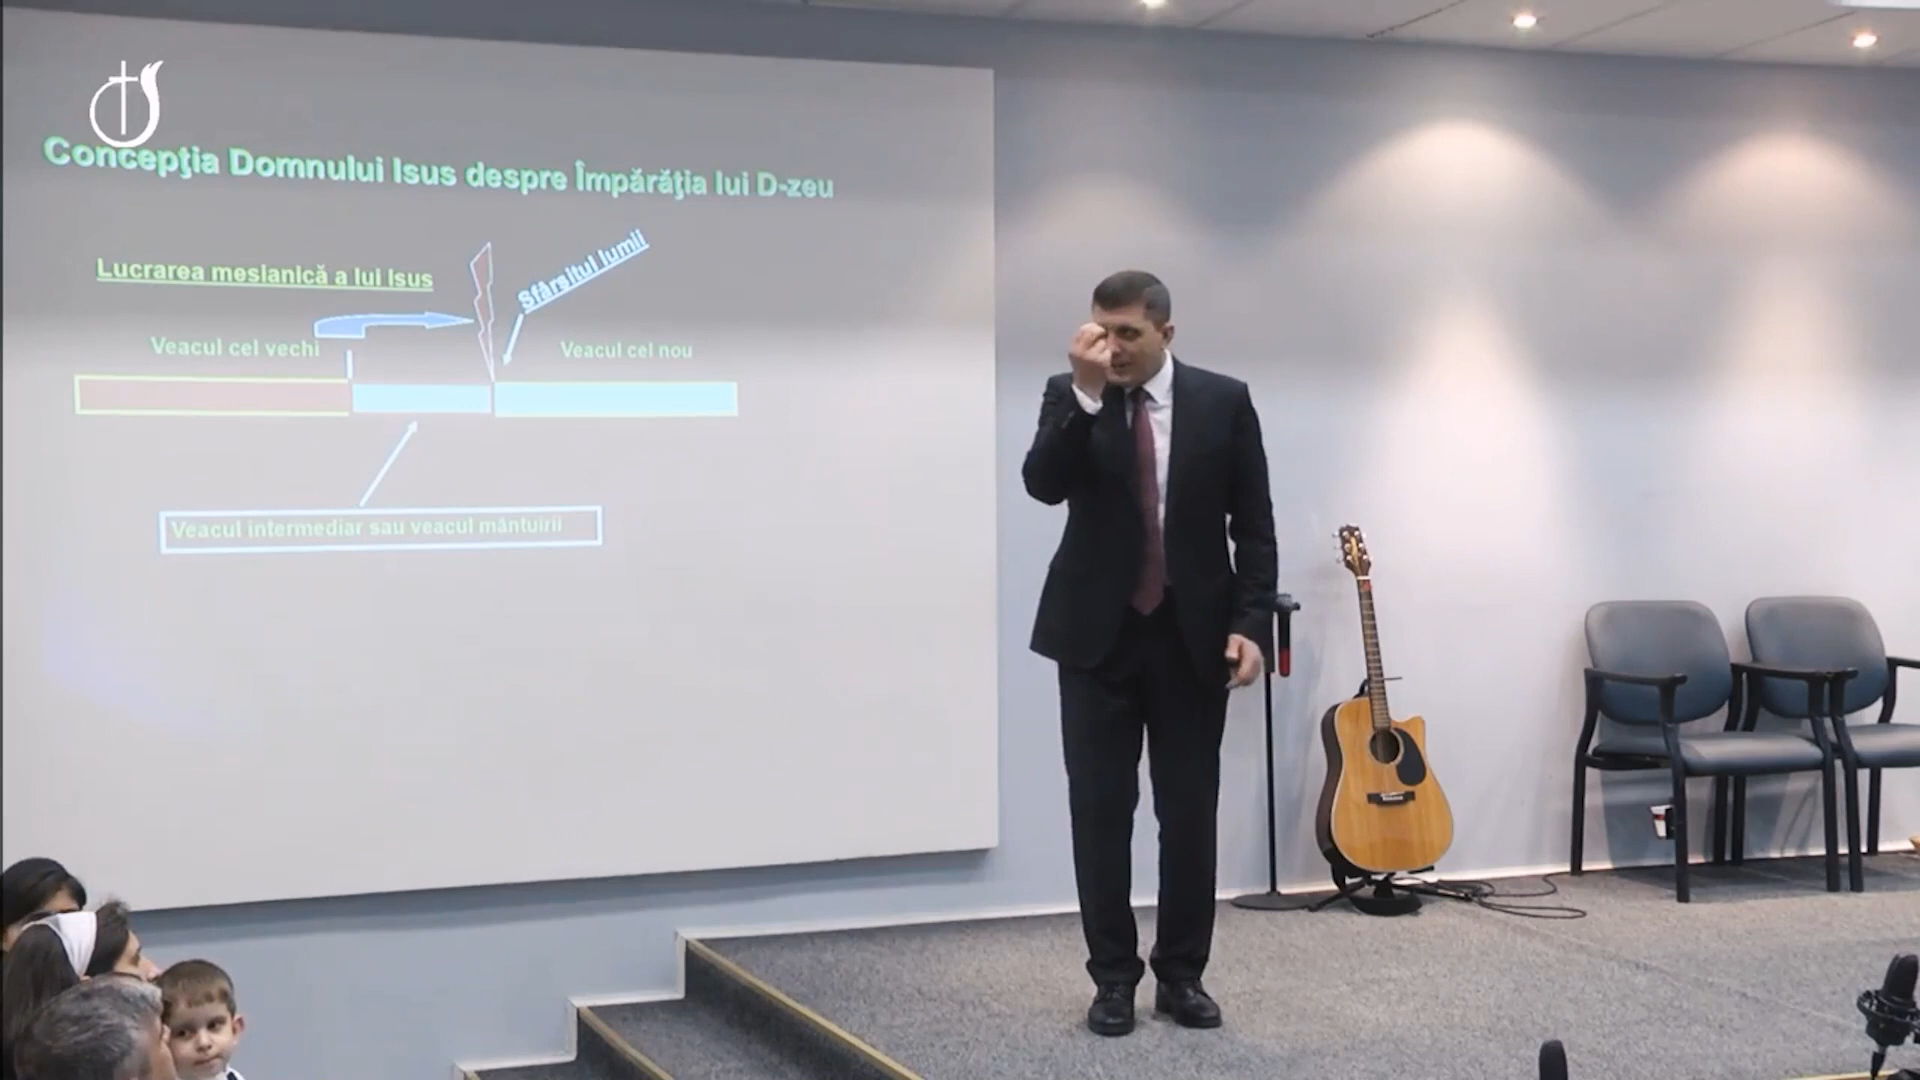 Concepţia Domnului Isus despre Împărăţia lui D-zeu
Lucrarea mesianică a lui Isus
Sfârșitul lumii
Veacul cel vechi
Veacul cel nou
Veacul intermediar sau veacul mântuirii